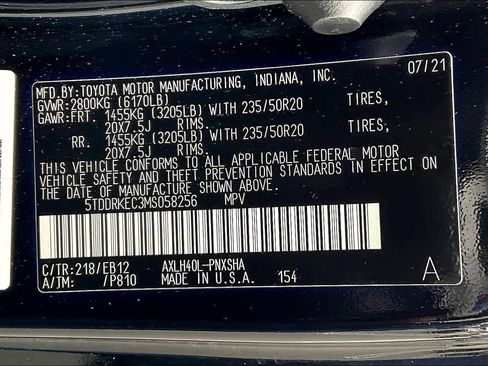 07/21
MFD.BY:TOYOTA MOTOR MANUFACTURING, INDIANA, INC.
GVWR:2800KG (6170LB)
GAWR:FRT. 1455KG (3205LB) WITH 235/50R20 TIRES,
20X7.5J RIMS.
RR. 1455KG (3205LB) WITH 235/50R20 TIRES,
20X7.5J RIMS.
THIS VEHICLE CONFORMS TO ALL APPLICABLE FEDERAL MOTOR
VEHICLE SAFETY AND THEFT PREVENTION STANDARDS IN EFFECT ON
THE DATE OF MANUFACTURE SHOWN ABOVE.
5TDDRKEC3MS058256 MPV
C/TR:218/EB12 AXLH40L-PNXSHA
A/TM: /P810 MADE IN U.S.A. 154 A